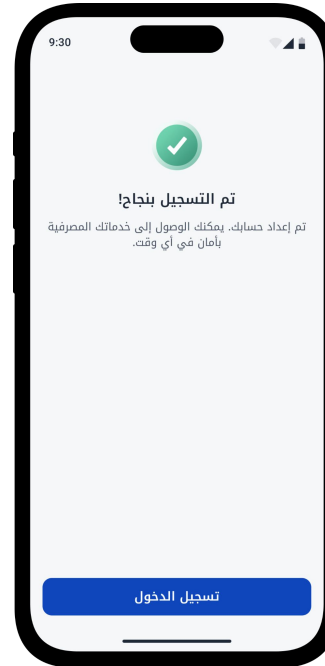 9:30
تم التسجيل بنجاح!
تم إعداد حسابك. يمكنك الوصول إلى خدماتك المصرفية
بأمان في أي وقت.
تسجيل الدخول